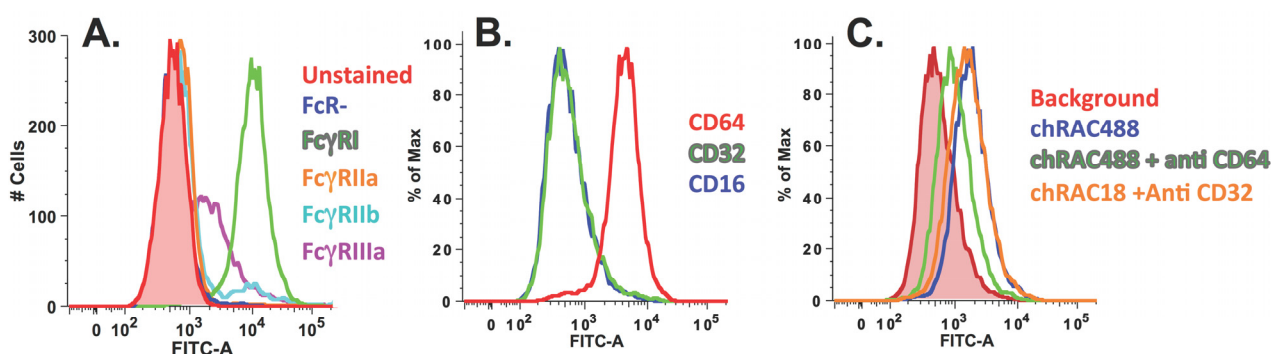 A.
300
200
100
0
# Cells
0 10² 10³ 10⁴ 10⁵
FITC-A
Unstained
FcR-
FcγRI
FcγRIIa
FcγRIIb
FcγRIIIa
B.
100
80
60
40
20
0
% of Max
0 10² 10³ 10⁴ 10⁵
FITC-A
CD64
CD32
CD16
C.
100
80
60
40
20
0
% of Max
0 10² 10³ 10⁴ 10⁵
FITC-A
Background
chRAC488
chRAC488 + anti CD64
chRAC18 +Anti CD32